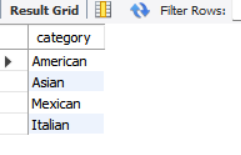 Result Grid Filter Rows:
category
American
Asian
Mexican
Italian